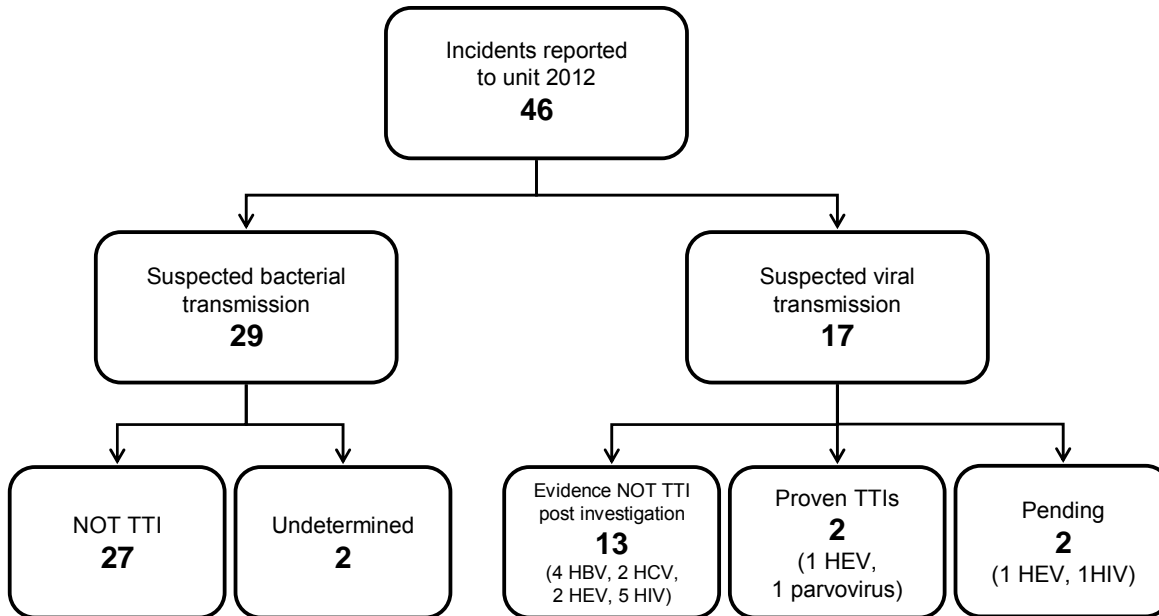 Incidents reported
to unit 2012
46
Suspected bacterial
transmission
29
Suspected viral
transmission
17
NOT TTI
27
Undetermined
2
Evidence NOT TTI
post investigation
13
(4 HBV, 2 HCV,
2 HEV, 5 HIV)
Proven TTIs
2
(1 HEV,
1 parvovirus)
Pending
2
(1 HEV, 1HIV)